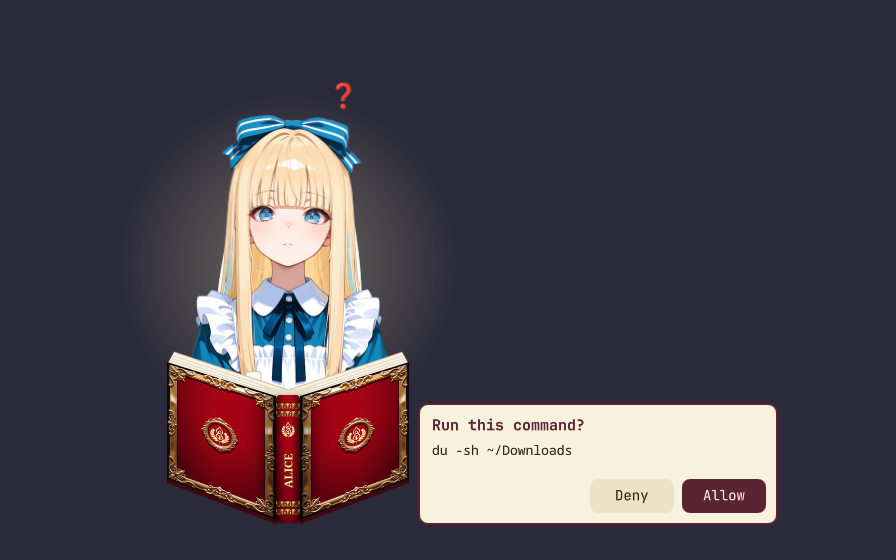 ❓
ALICE
Run this command?
du -sh ~/Downloads
Deny
Allow